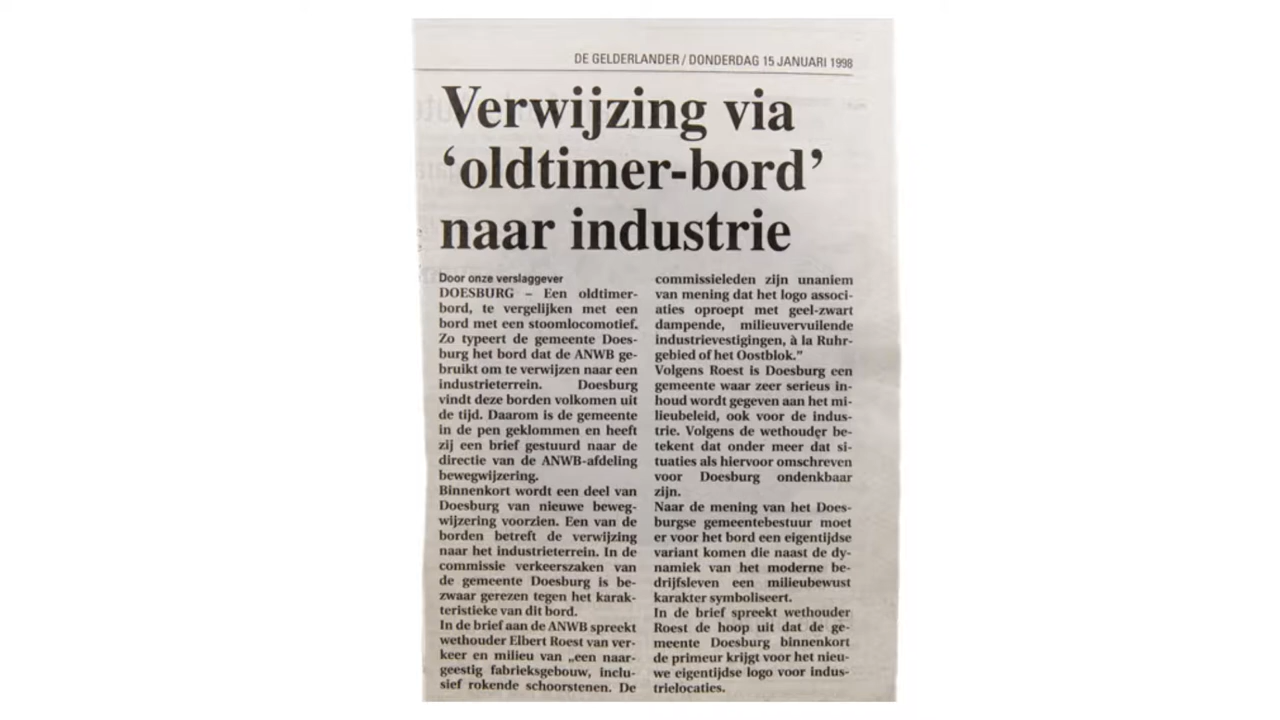 DE GELDERLANDER / DONDERDAG 15 JANUARI 1998
Verwijzing via
‘oldtimer-bord’
naar industrie
Door onze verslaggever
DOESBURG – Een oldtimer-
bord, te vergelijken met een
bord met een stoomlocomotief.
Zo typeert de gemeente Does-
burg het bord dat de ANWB ge-
bruikt om te verwijzen naar een
industrieterrein. Doesburg
vindt deze borden volkomen uit
de tijd. Daarom is de gemeente
in de pen geklommen en heeft
zij een brief gestuurd naar de
directie van de ANWB-afdeling
bewegwijzering.
Binnenkort wordt een deel van
Doesburg van nieuwe beweg-
wijzering voorzien. Een van de
borden betreft de verwijzing
naar het industrieterrein. In de
commissie verkeerszaken van
de gemeente Doesburg is be-
zwaar gerezen tegen het karak-
teristieke van dit bord.
In de brief aan de ANWB spreekt
wethouder Elbert Roest van ver-
keer en milieu van „een naar-
geestig fabrieksgebouw, inclu-
sief rokende schoorstenen. De
commissieleden zijn unaniem
van mening dat het logo associ-
aties oproept met geel-zwart
dampende, milieuvervuilende
industrievestigingen, à la Ruhr-
gebied of het Oostblok.”
Volgens Roest is Doesburg een
gemeente waar zeer serieus in-
houd wordt gegeven aan het mi-
lieubeleid, ook voor de indus-
trie. Volgens de wethouder be-
tekent dat onder meer dat si-
tuaties als hiervoor omschreven
voor Doesburg ondenkbaar
zijn.
Naar de mening van het Does-
burgse gemeentebestuur moet
er voor het bord een eigentijdse
variant komen die naast de dy-
namiek van het moderne be-
drijfsleven een milieubewust
karakter symboliseert.
In de brief spreekt wethouder
Roest de hoop uit dat de ge-
meente Doesburg binnenkort
de primeur krijgt voor het nieu-
we eigentijdse logo voor indus-
trielocaties.